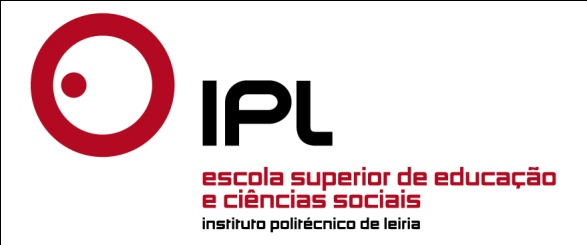 IPL
escola superior de educação
e ciências sociais
instituto politécnico de leiria